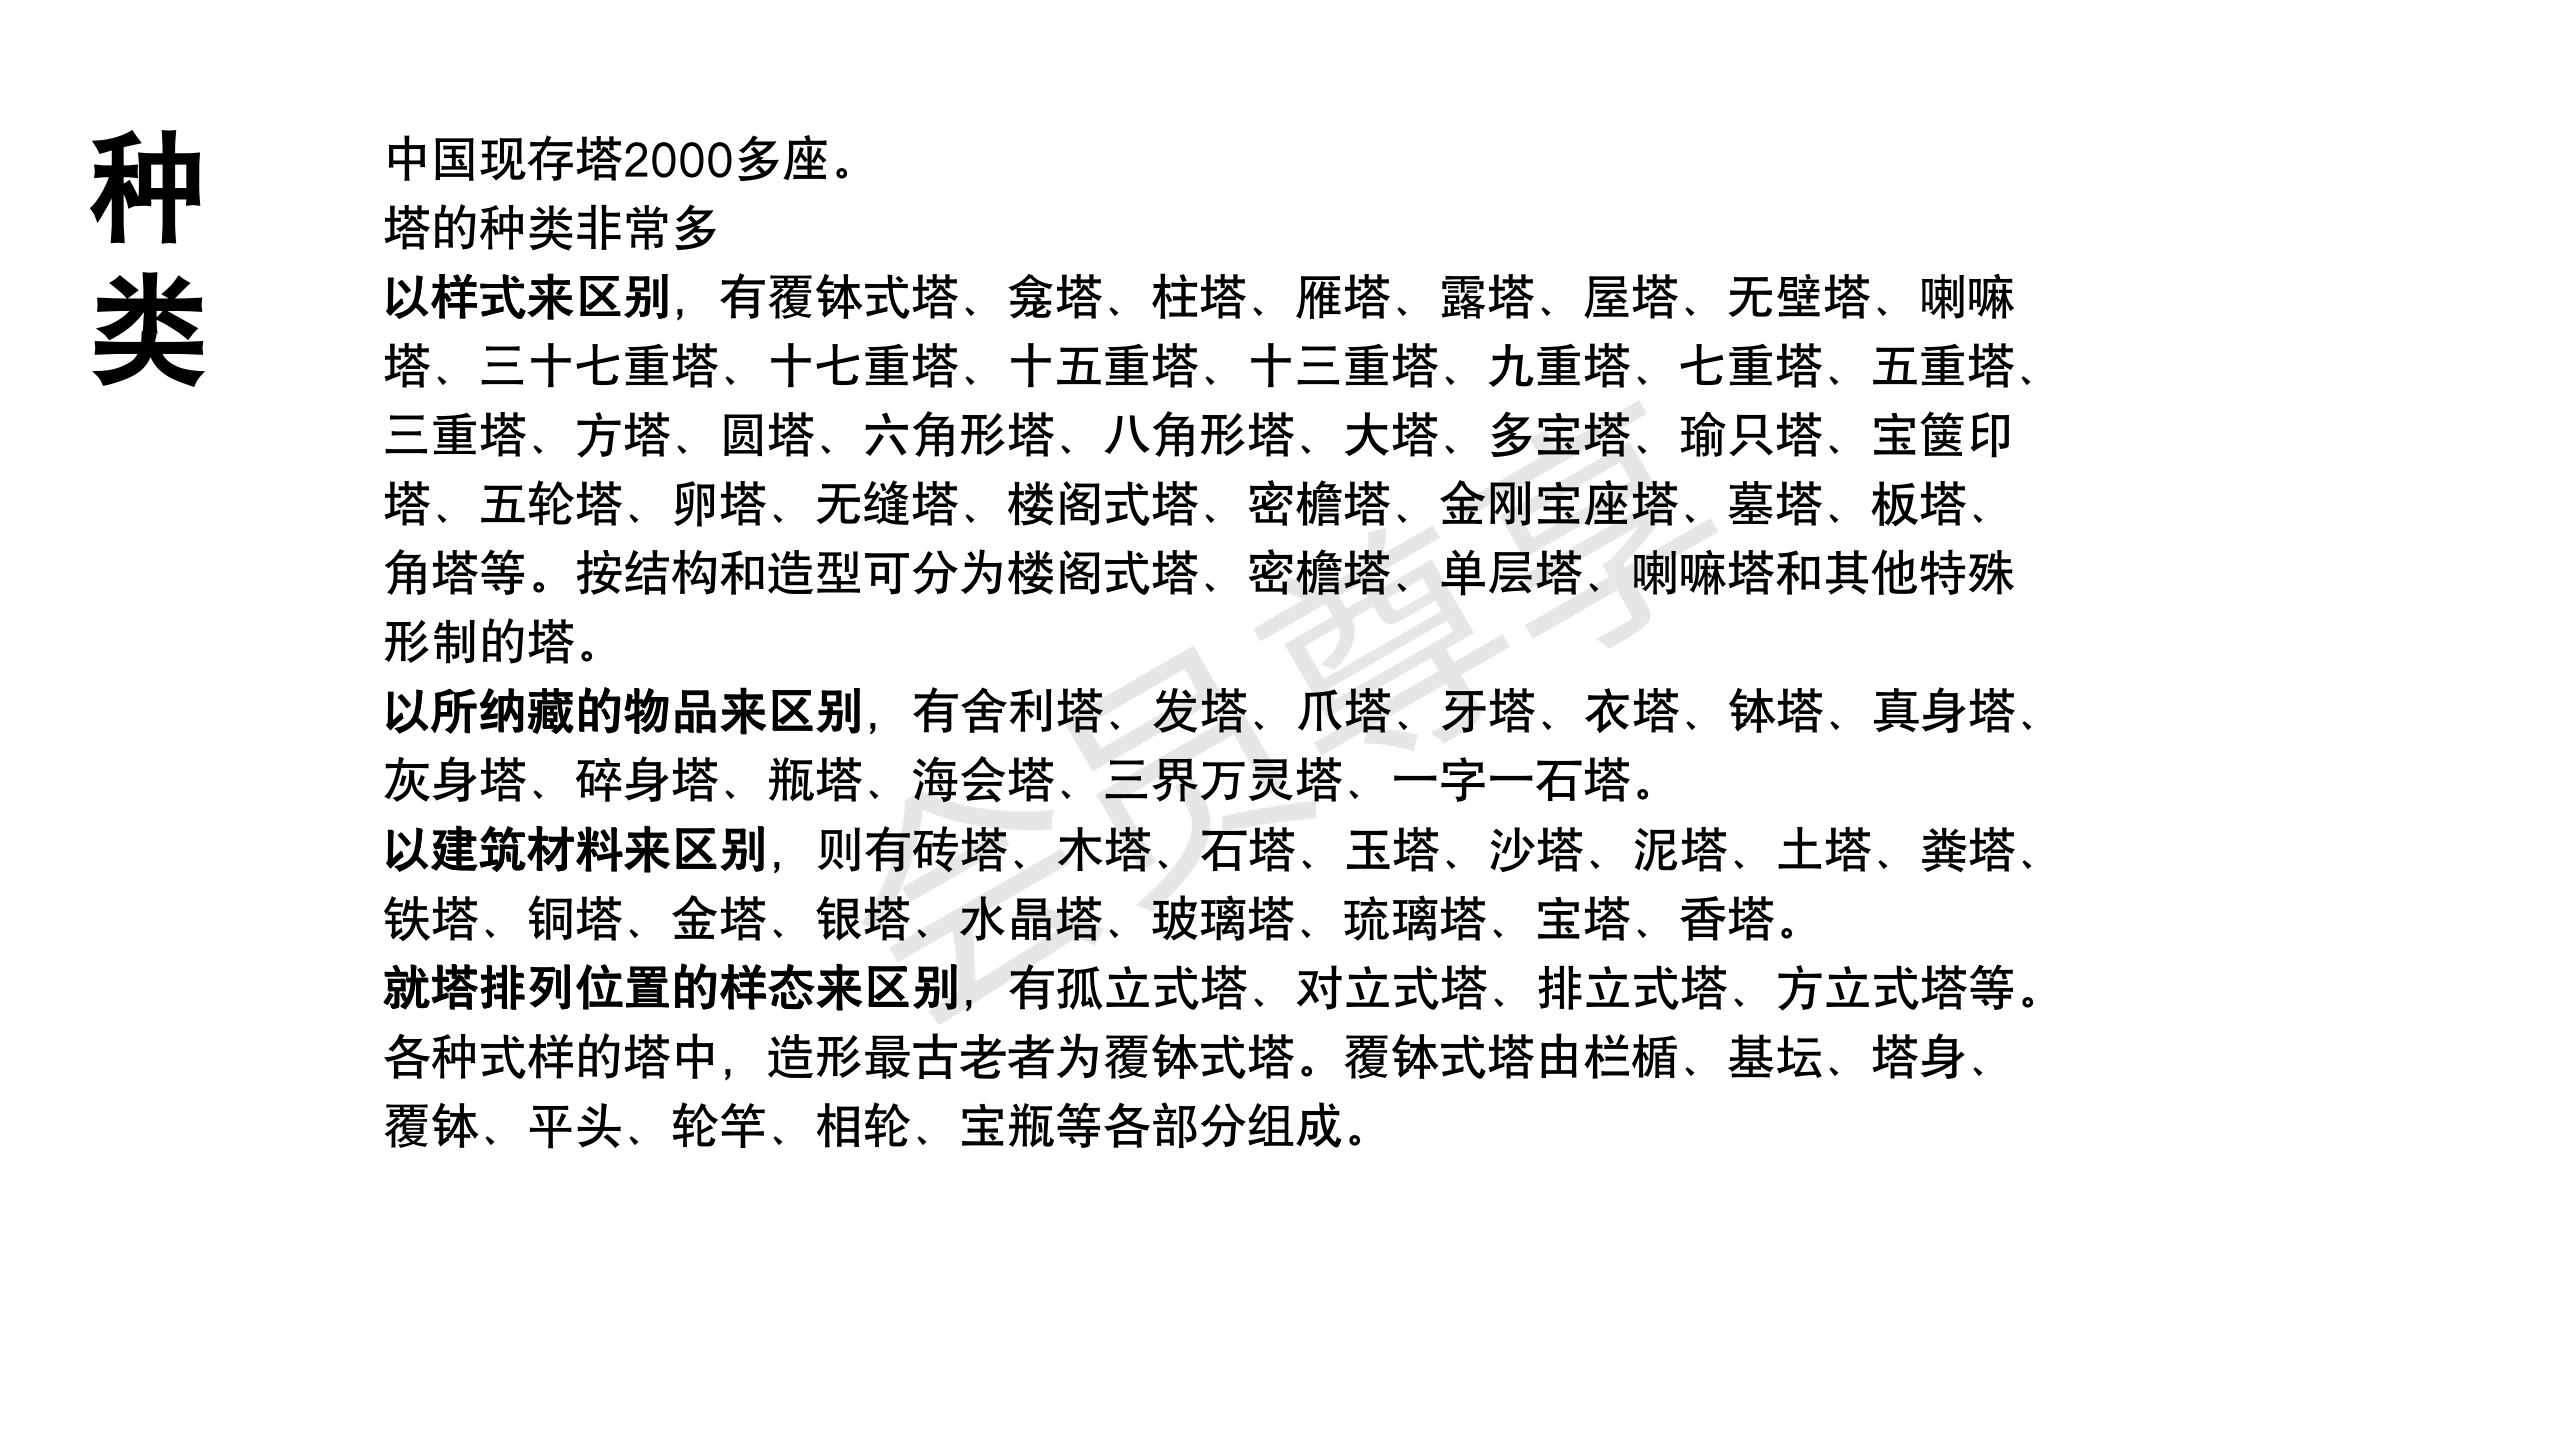 种类
中国现存塔2000多座。
塔的种类非常多
以样式来区别，有覆钵式塔、龛塔、柱塔、雁塔、露塔、屋塔、无壁塔、喇嘛
塔、三十七重塔、十七重塔、十五重塔、十三重塔、九重塔、七重塔、五重塔、
三重塔、方塔、圆塔、六角形塔、八角形塔、大塔、多宝塔、瑜只塔、宝箧印
塔、五轮塔、卵塔、无缝塔、楼阁式塔、密檐塔、金刚宝座塔、墓塔、板塔、
角塔等。按结构和造型可分为楼阁式塔、密檐塔、单层塔、喇嘛塔和其他特殊
形制的塔。
以所纳藏的物品来区别，有舍利塔、发塔、爪塔、牙塔、衣塔、钵塔、真身塔、
灰身塔、碎身塔、瓶塔、海会塔、三界万灵塔、一字一石塔。
以建筑材料来区别，则有砖塔、木塔、石塔、玉塔、沙塔、泥塔、土塔、粪塔、
铁塔、铜塔、金塔、银塔、水晶塔、玻璃塔、琉璃塔、宝塔、香塔。
就塔排列位置的样态来区别，有孤立式塔、对立式塔、排立式塔、方立式塔等。
各种式样的塔中，造形最古老者为覆钵式塔。覆钵式塔由栏楯、基坛、塔身、
覆钵、平头、轮竿、相轮、宝瓶等各部分组成。
会员尊享